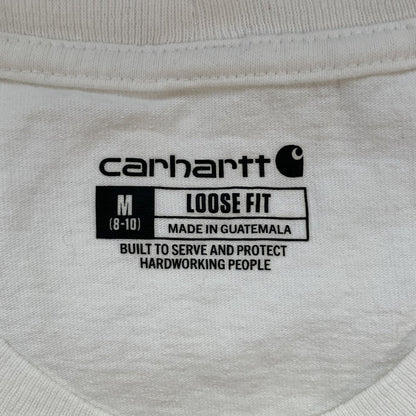 carhartt
M LOOSE FIT
(8-10) MADE IN GUATEMALA
BUILT TO SERVE AND PROTECT
HARDWORKING PEOPLE